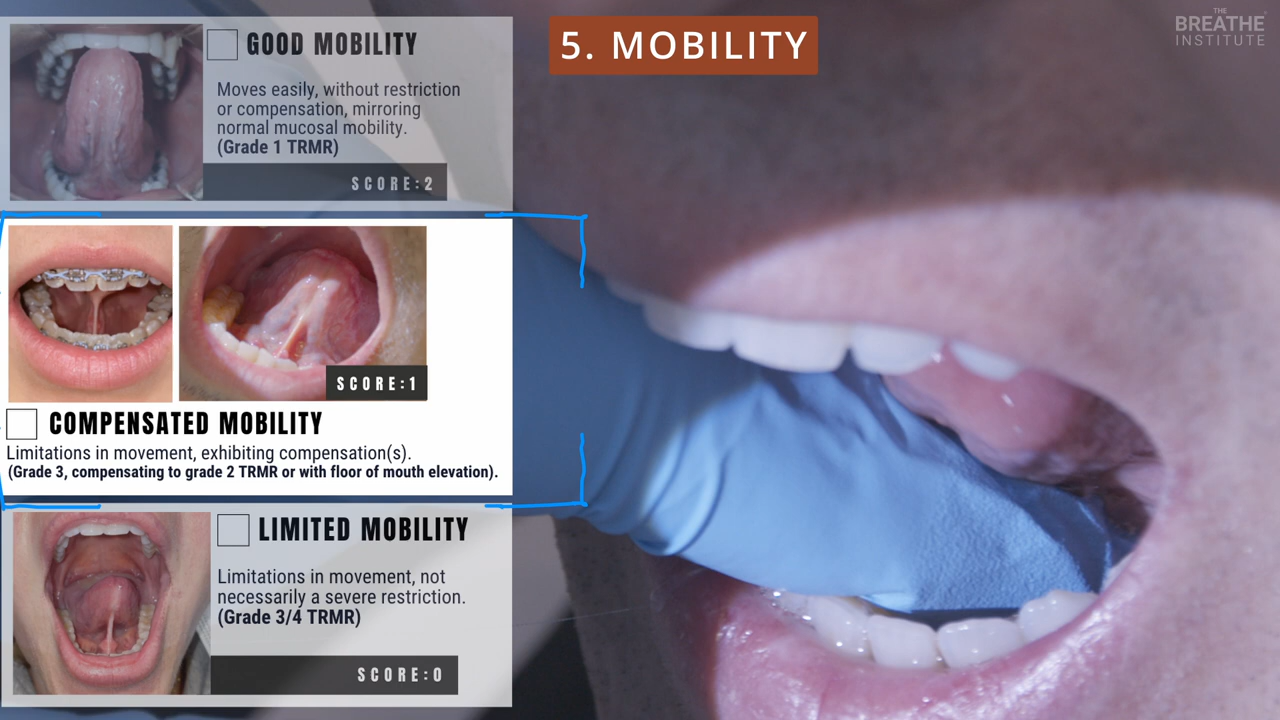 5. MOBILITY
THE
BREATHE
INSTITUTE
GOOD MOBILITY
Moves easily, without restriction
or compensation, mirroring
normal mucosal mobility.
(Grade 1 TRMR)
SCORE:2
SCORE:1
COMPENSATED MOBILITY
Limitations in movement, exhibiting compensation(s).
(Grade 3, compensating to grade 2 TRMR or with floor of mouth elevation).
LIMITED MOBILITY
Limitations in movement, not
necessarily a severe restriction.
(Grade 3/4 TRMR)
SCORE:0